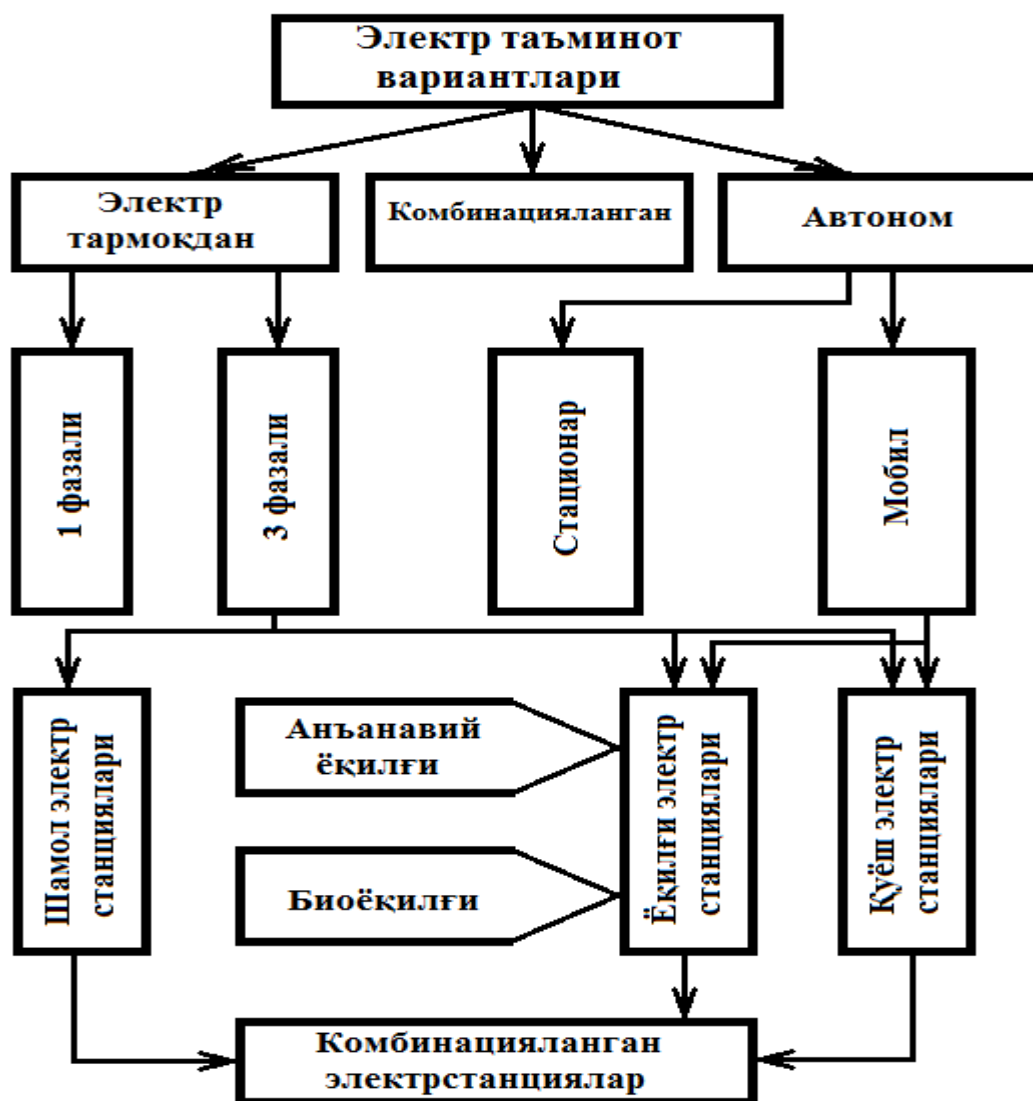 Электр таъминот
вариантлари
Электр
тармоқдан
Комбинацияланган
Автоном
1 фазали
3 фазали
Стационар
Мобил
Шамол электр
станциялари
Анъанавий
ёқилғи
Биоёқилғи
Ёқилғи электр
станциялари
Қуёш электр
станциялари
Комбинацияланган
электрстанциялар